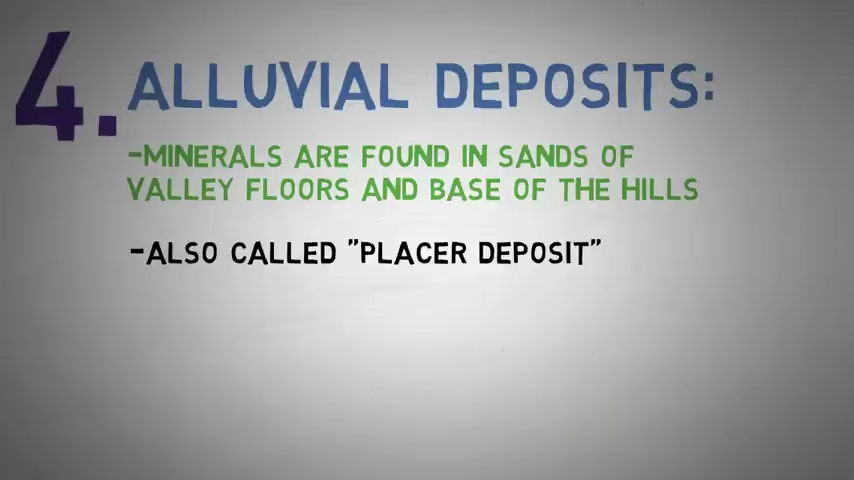 4. ALLUVIAL DEPOSITS:
-MINERALS ARE FOUND IN SANDS OF
VALLEY FLOORS AND BASE OF THE HILLS
-ALSO CALLED "PLACER DEPOSIT"